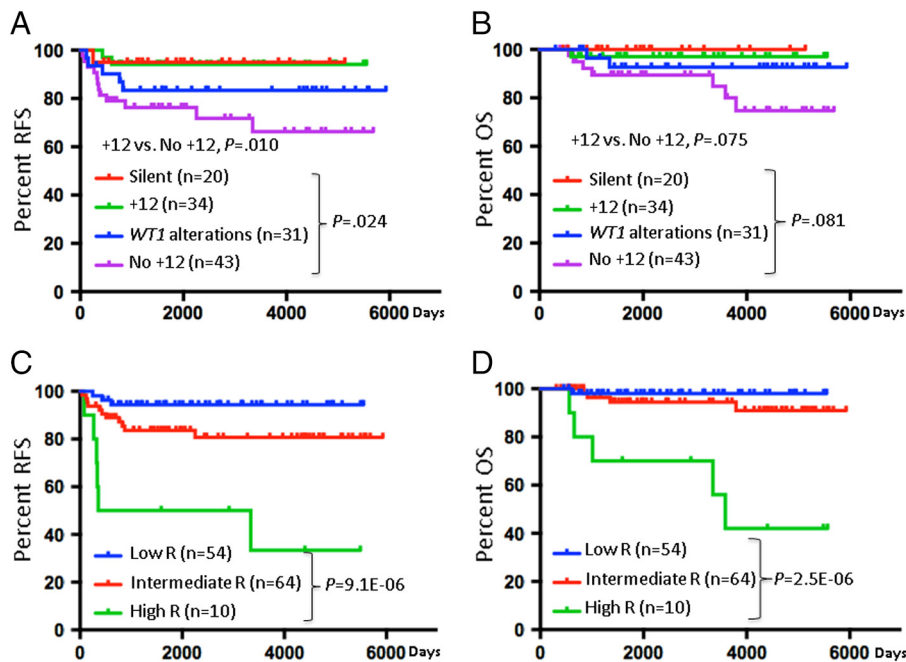 A
Percent RFS
100
80
60
40
20
0
0 2000 4000 6000 Days
+12 vs. No +12, P=.010
Silent (n=20)
+12 (n=34)
WT1 alterations (n=31)
No +12 (n=43)
P=.024
B
Percent OS
100
80
60
40
20
0
0 2000 4000 6000 Days
+12 vs. No +12, P=.075
Silent (n=20)
+12 (n=34)
WT1 alterations (n=31)
No +12 (n=43)
P=.081
C
Percent RFS
100
80
60
40
20
0
0 2000 4000 6000 Days
Low R (n=54)
Intermediate R (n=64)
High R (n=10)
P=9.1E-06
D
Percent OS
100
80
60
40
20
0
0 2000 4000 6000 Days
Low R (n=54)
Intermediate R (n=64)
High R (n=10)
P=2.5E-06